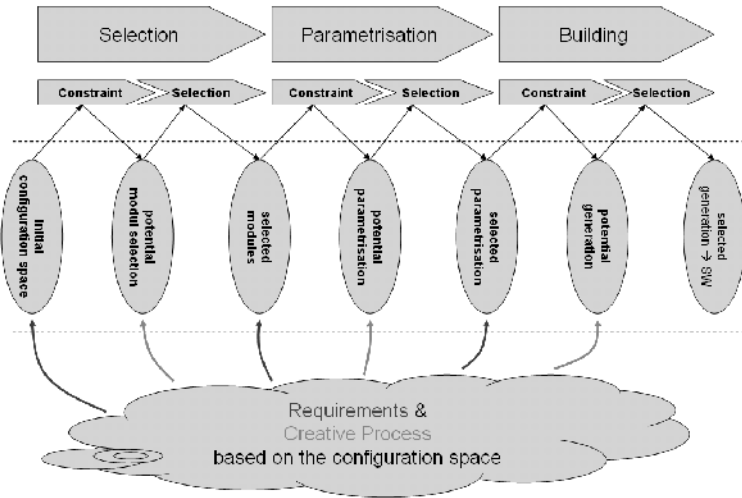 Selection
Parametrisation
Building
Constraint
Selection
Constraint
Selection
Constraint
Selection
Initial
configuration space
potential
modul selection
selected
modules
potential
parametrisation
selected
parametrisation
potential
generation
selected
generation → SW
Requirements &
Creative Process
based on the configuration space